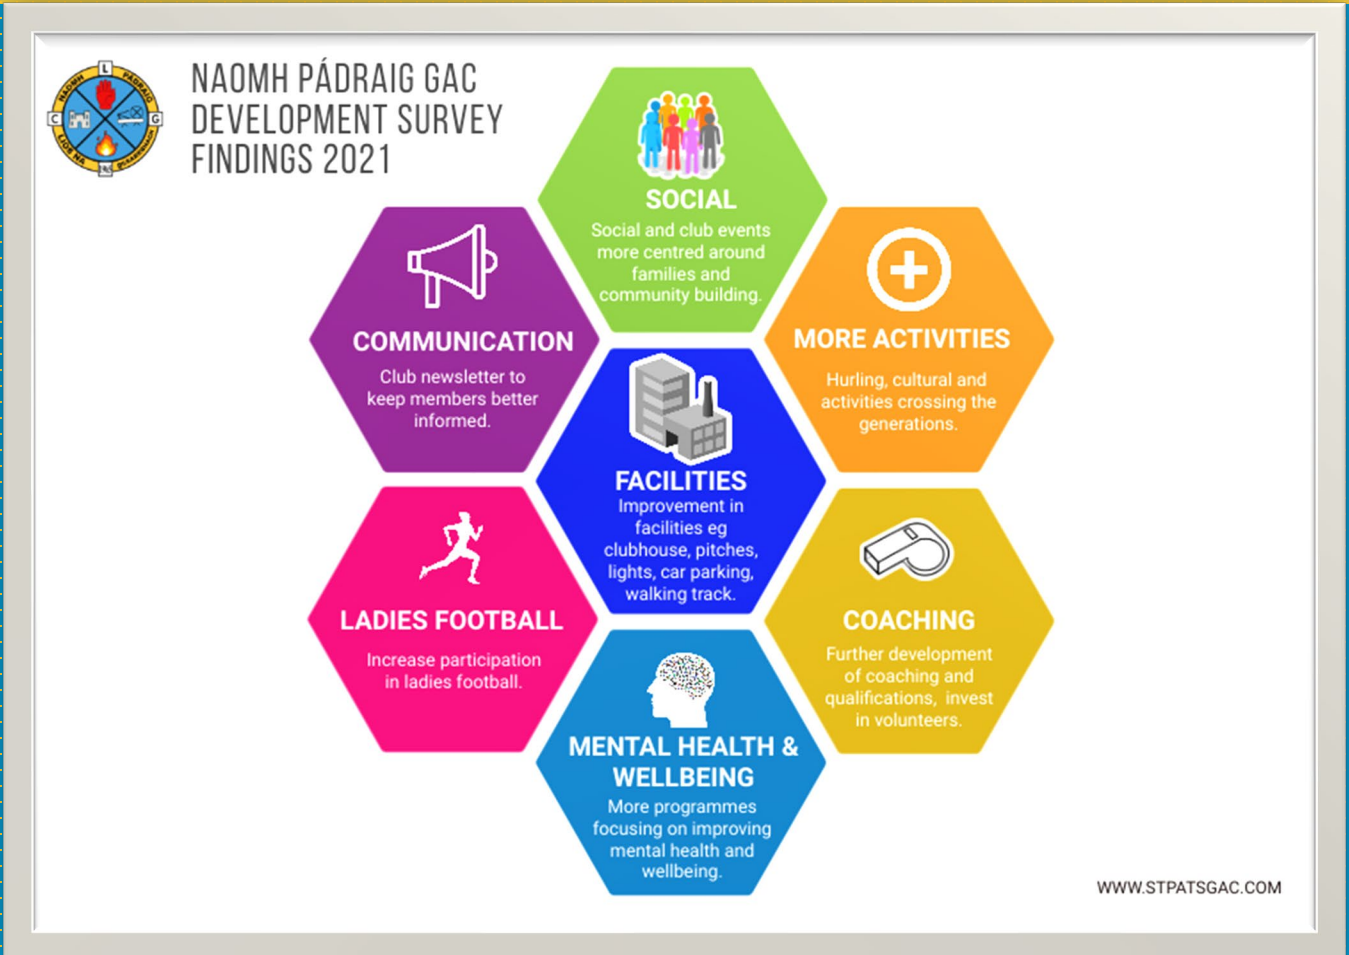 NAOMH PÁDRAIG GAC
DEVELOPMENT SURVEY
FINDINGS 2021
L
NAOMH
PÁDRAIG
C
G
LIOS NA
SOCIAL
Social and club events
more centred around
families and
community building.
COMMUNICATION
Club newsletter to
keep members better
informed.
MORE ACTIVITIES
Hurling, cultural and
activities crossing the
generations.
FACILITIES
Improvement in
facilities eg
clubhouse, pitches,
lights, car parking,
walking track.
LADIES FOOTBALL
Increase participation
in ladies football.
COACHING
Further development
of coaching and
qualifications, invest
in volunteers.
MENTAL HEALTH &
WELLBEING
More programmes
focusing on improving
mental health and
wellbeing.
WWW.STPATSGAC.COM